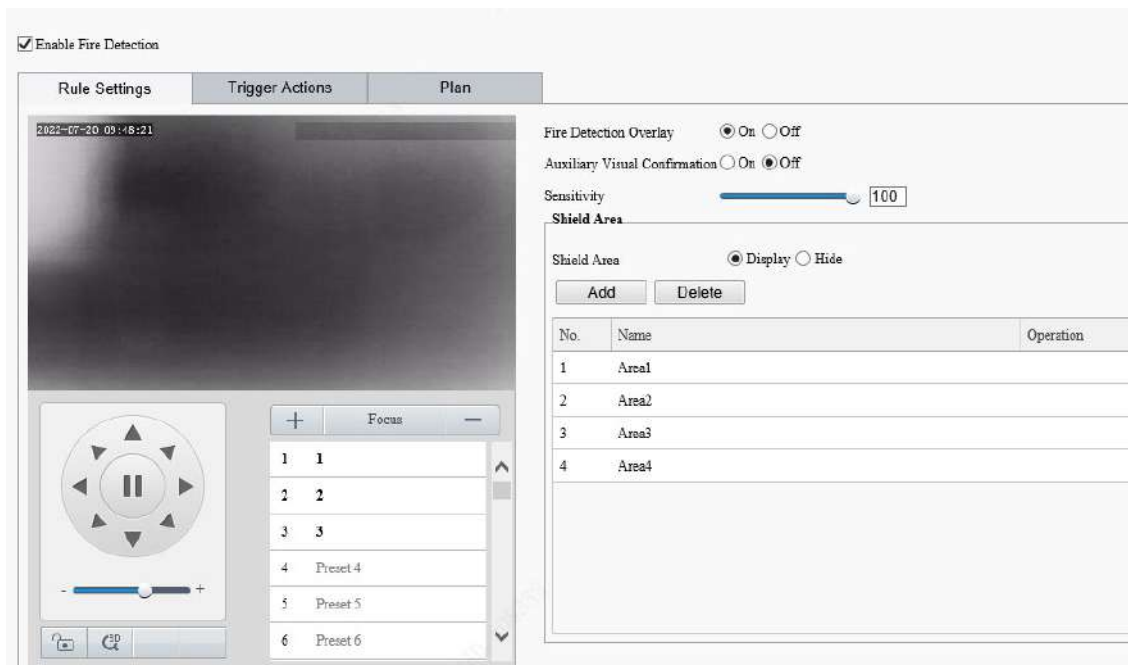 Enable Fire Detection
Rule Settings Trigger Actions Plan
2022-07-20 09:48:21
Fire Detection Overlay On Off
Auxiliary Visual Confirmation On Off
Sensitivity 100
Shield Area
Shield Area Display Hide
Add Delete
No. Name Operation
1 Area1
2 Area2
3 Area3
4 Area4
+ Focus −
1 1
2 2
3 3
4 Preset 4
5 Preset 5
6 Preset 6
- +
3D